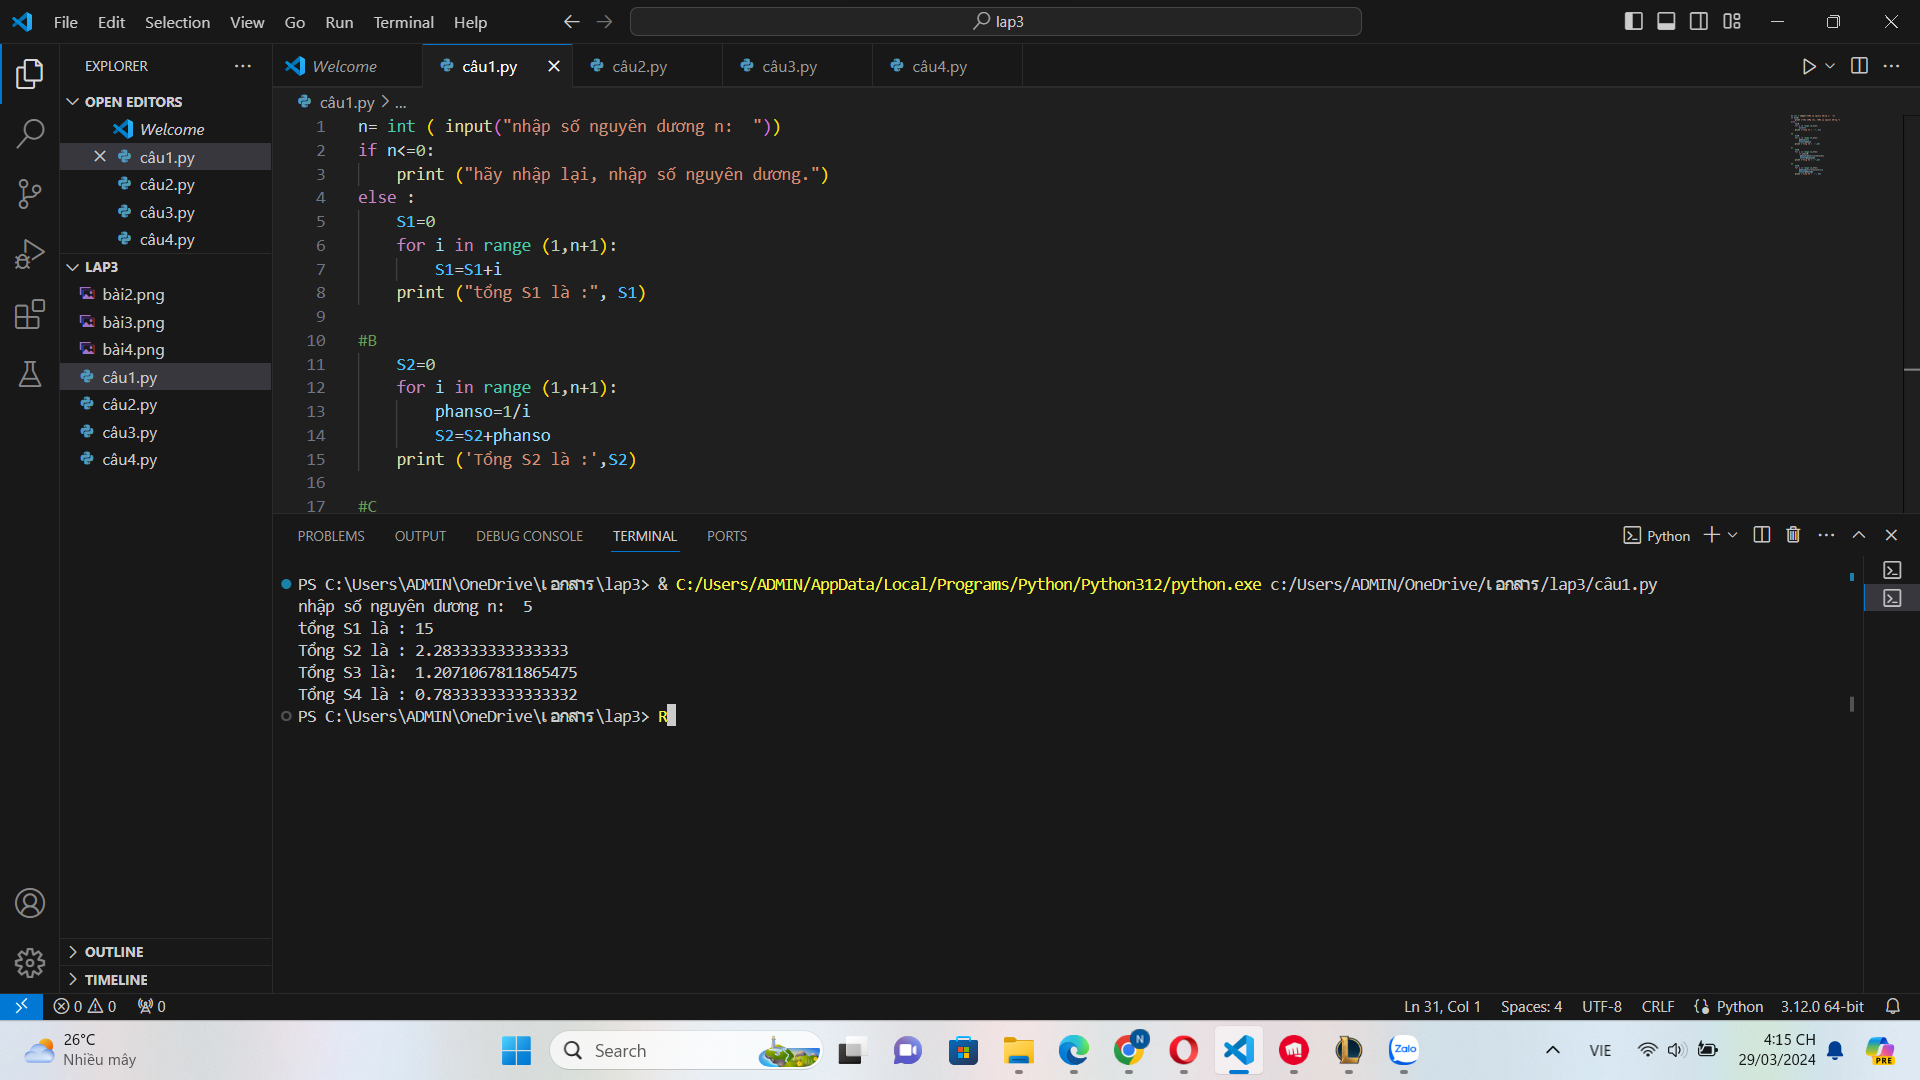 File Edit Selection View Go Run Terminal Help
lap3
EXPLORER
OPEN EDITORS
Welcome
câu1.py
câu2.py
câu3.py
câu4.py
LAP3
bài2.png
bài3.png
bài4.png
câu1.py
câu2.py
câu3.py
câu4.py
OUTLINE
TIMELINE
Welcome câu1.py câu2.py câu3.py câu4.py
câu1.py > ...
1 n= int ( input("nhập số nguyên dương n:  "))
2 if n<=0:
3     print ("hãy nhập lại, nhập số nguyên dương.")
4 else :
5     S1=0
6     for i in range (1,n+1):
7         S1=S1+i
8     print ("tổng S1 là :", S1)
9
10 #B
11     S2=0
12     for i in range (1,n+1):
13         phanso=1/i
14         S2=S2+phanso
15     print ('Tổng S2 là :',S2)
16
17 #C
PROBLEMS OUTPUT DEBUG CONSOLE TERMINAL PORTS
Python
PS C:\Users\ADMIN\OneDrive\เอกสาร\lap3> & C:/Users/ADMIN/AppData/Local/Programs/Python/Python312/python.exe c:/Users/ADMIN/OneDrive/เอกสาร/lap3/câu1.py
nhập số nguyên dương n:  5
tổng S1 là : 15
Tổng S2 là : 2.283333333333333
Tổng S3 là:  1.2071067811865475
Tổng S4 là : 0.7833333333333332
PS C:\Users\ADMIN\OneDrive\เอกสาร\lap3> R
0 0 0
Ln 31, Col 1 Spaces: 4 UTF-8 CRLF Python 3.12.0 64-bit
26°C
Nhiều mây
Search
N
Zalo
VIE
4:15 CH
29/03/2024
PRE